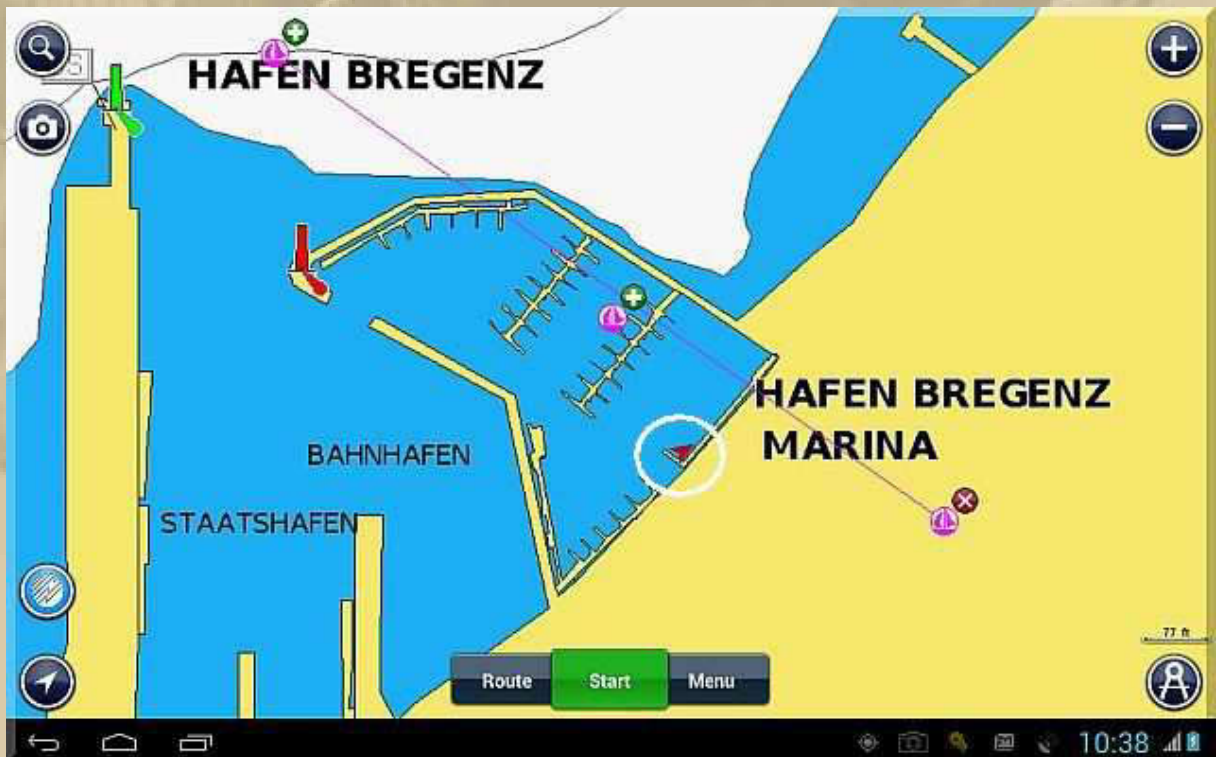 HAFEN BREGENZ
HAFEN BREGENZ
MARINA
BAHNHAFEN
STAATSHAFEN
77 ft
Route
Start
Menu
10:38